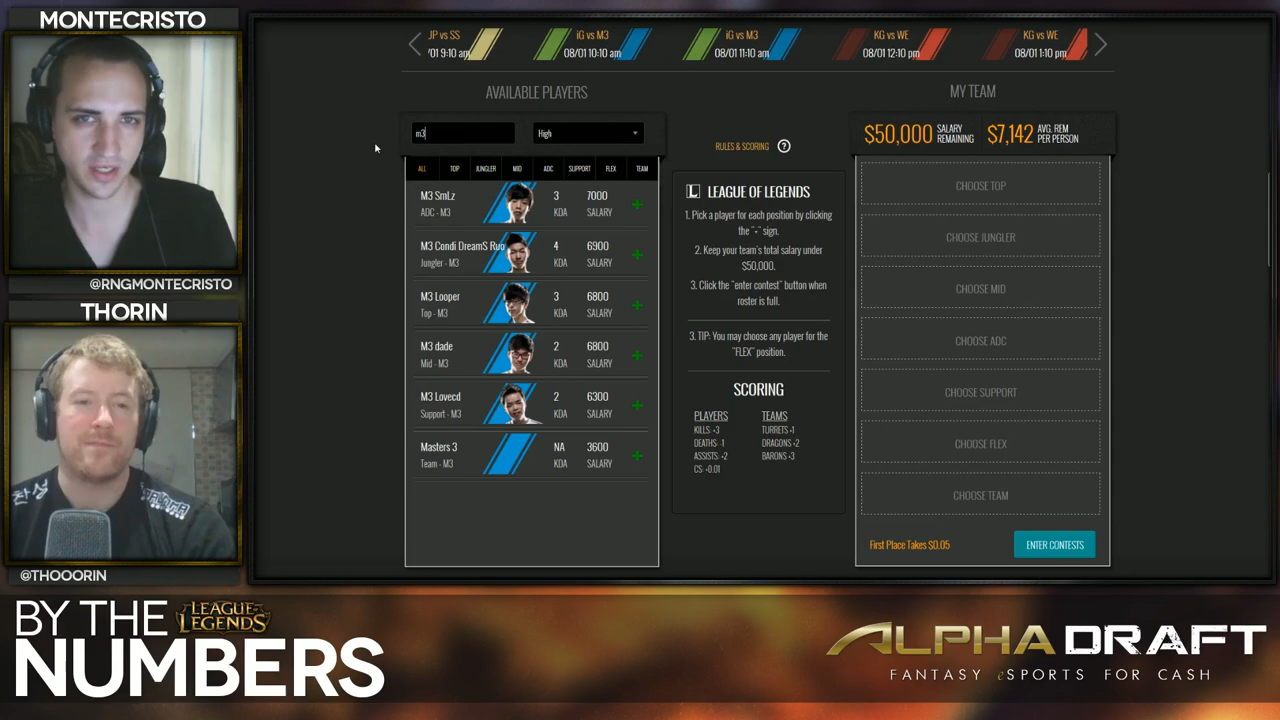 MONTECRISTO
@RNGMONTECRISTO
THORIN
찬성
@THOOORIN
JP vs SS
/01 9:10 am
iG vs M3
08/01 10:10 am
iG vs M3
08/01 11:10 am
KG vs WE
08/01 12:10 pm
KG vs WE
08/01 1:10 pm
AVAILABLE PLAYERS
m3
High
ALL TOP JUNGLER MID ADC SUPPORT FLEX TEAM
M3 SmLz 3 7000
ADC - M3 KDA SALARY
M3 Condi DreamS Ruo 4 6900
Jungler - M3 KDA SALARY
M3 Looper 3 6800
Top - M3 KDA SALARY
M3 dade 2 6800
Mid - M3 KDA SALARY
M3 Lovecd 2 6300
Support - M3 KDA SALARY
Masters 3 NA 3600
Team - M3 KDA SALARY
RULES & SCORING ?
L LEAGUE OF LEGENDS
1. Pick a player for each position by clicking
the "+" sign.
2. Keep your team's total salary under
$50,000.
3. Click the "enter contest" button when
roster is full.
3. TIP: You may choose any player for the
"FLEX" position.
SCORING
PLAYERS
KILLS: +3
DEATHS: -1
ASSISTS: +2
CS: +0.01
TEAMS
TURRETS +1
DRAGONS +2
BARONS +3
MY TEAM
$50,000 SALARY REMAINING
$7,142 AVG. REM PER PERSON
CHOOSE TOP
CHOOSE JUNGLER
CHOOSE MID
CHOOSE ADC
CHOOSE SUPPORT
CHOOSE FLEX
CHOOSE TEAM
First Place Takes $0.05
ENTER CONTESTS
BY THE
LEAGUE of LEGENDS
NUMBERS
ALPHADRAFT
FANTASY eSPORTS FOR CASH